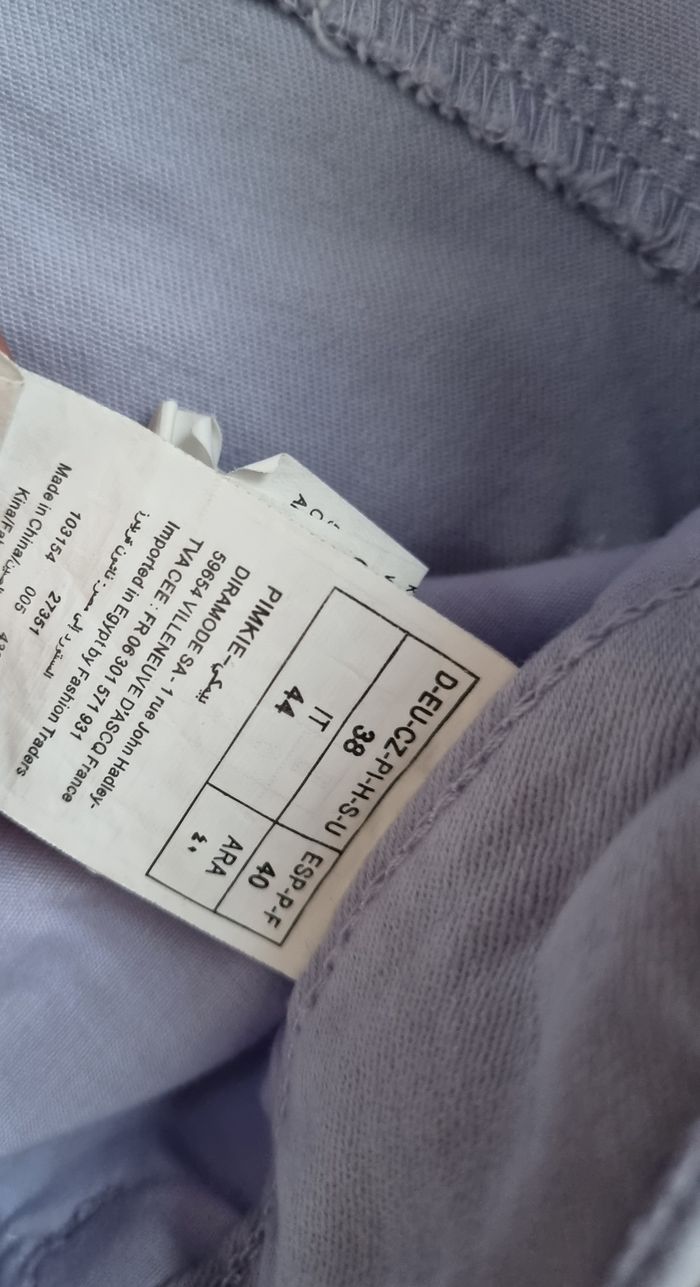 D-EU-CZ-PI-H-S-U ESP-P-F
38 40
IT ARA
44 ٤٠
PIMKIE-بيمكي
DIRAMODE SA - 1 rue John Hadley-
59654 VILLENEUVE D'ASCQ France
TVA CEE : FR 06 301 571 931
Imported in Egypt by Fashion Traders
103154 27351
Made in China/
005